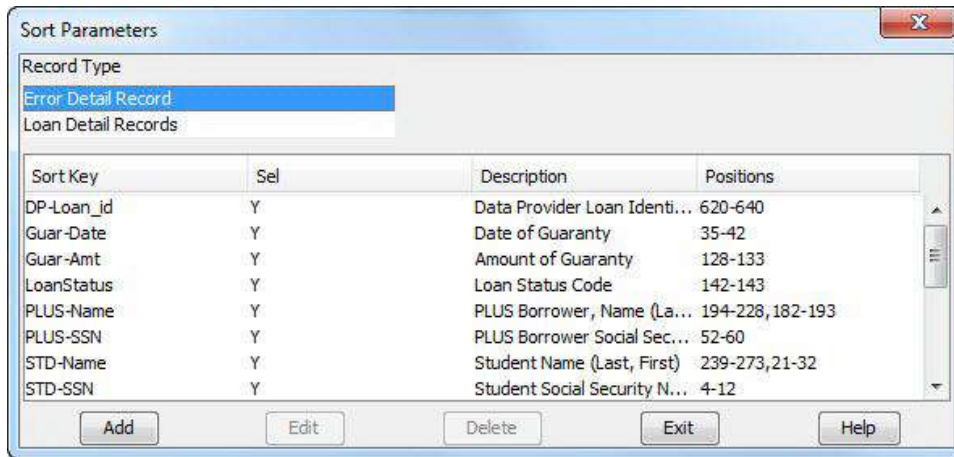 Sort Parameters
Record Type
Error Detail Record
Loan Detail Records
Sort Key Sel Description Positions
DP-Loan_id Y Data Provider Loan Identi... 620-640
Guar-Date Y Date of Guaranty 35-42
Guar-Amt Y Amount of Guaranty 128-133
LoanStatus Y Loan Status Code 142-143
PLUS-Name Y PLUS Borrower, Name (La... 194-228,182-193
PLUS-SSN Y PLUS Borrower Social Sec... 52-60
STD-Name Y Student Name (Last, First) 239-273,21-32
STD-SSN Y Student Social Security N... 4-12
Add Edit Delete Exit Help